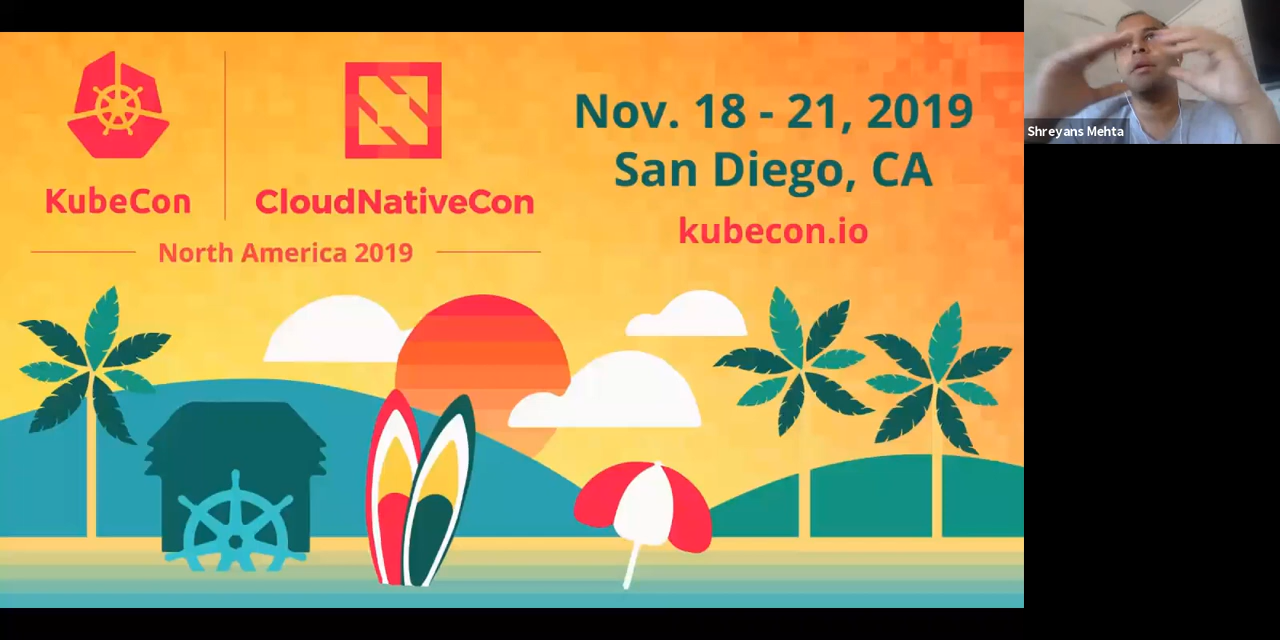 KubeCon
CloudNativeCon
North America 2019
Nov. 18 - 21, 2019
San Diego, CA
kubecon.io
Shreyans Mehta